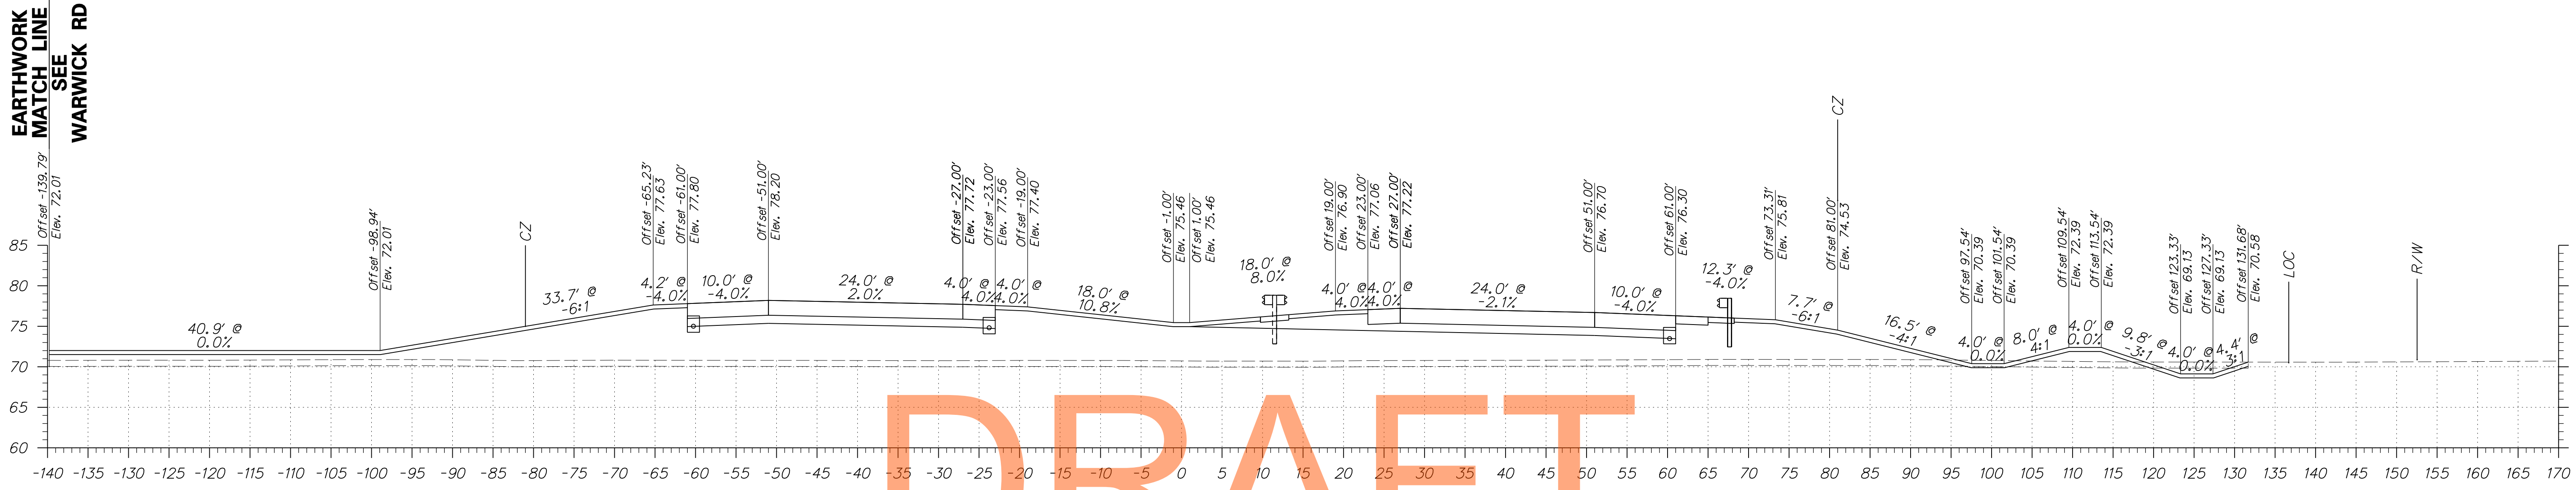 EARTHWORK
MATCH LINE
SEE
WARWICK RD
Offset -139.79'
Elev. 72.01
Offset -98.94'
Elev. 72.01
CZ
Offset -65.23'
Elev. 77.63
Offset -61.00'
Elev. 77.80
Offset -51.00'
Elev. 78.20
Offset -27.00'
Elev. 77.72
Offset -23.00'
Elev. 77.56
Offset -19.00'
Elev. 77.40
Offset -1.00'
Elev. 75.46
Offset 1.00'
Elev. 75.46
Offset 19.00'
Elev. 76.90
Offset 23.00'
Elev. 77.06
Offset 27.00'
Elev. 77.22
Offset 51.00'
Elev. 76.70
Offset 61.00'
Elev. 76.30
Offset 73.31'
Elev. 75.81
CZ
Offset 81.00'
Elev. 74.53
Offset 97.54'
Elev. 70.39
Offset 101.54'
Elev. 70.39
Offset 109.54'
Elev. 72.39
Offset 113.54'
Elev. 72.39
Offset 123.33'
Elev. 69.13
Offset 127.33'
Elev. 69.13
Offset 131.68'
Elev. 70.58
LOC
R/W
40.9' @
0.0%
33.7' @
-6:1
4.2' @
-4.0%
10.0' @
-4.0%
24.0' @
2.0%
4.0' @
4.0%
4.0' @
4.0%
18.0' @
10.8%
18.0' @
8.0%
4.0' @
4.0%
4.0' @
4.0%
24.0' @
-2.1%
10.0' @
-4.0%
12.3' @
-4.0%
7.7' @
-6:1
16.5' @
-4:1
4.0' @
0.0%
8.0' @
4:1
4.0' @
0.0%
9.8' @
-3:1
4.0' @
0.0%
4.4' @
3:1
85
80
75
70
65
60
DRAFT
-140 -135 -130 -125 -120 -115 -110 -105 -100 -95 -90 -85 -80 -75 -70 -65 -60 -55 -50 -45 -40 -35 -30 -25 -20 -15 -10 -5 0 5 10 15 20 25 30 35 40 45 50 55 60 65 70 75 80 85 90 95 100 105 110 115 120 125 130 135 140 145 150 155 160 165 170